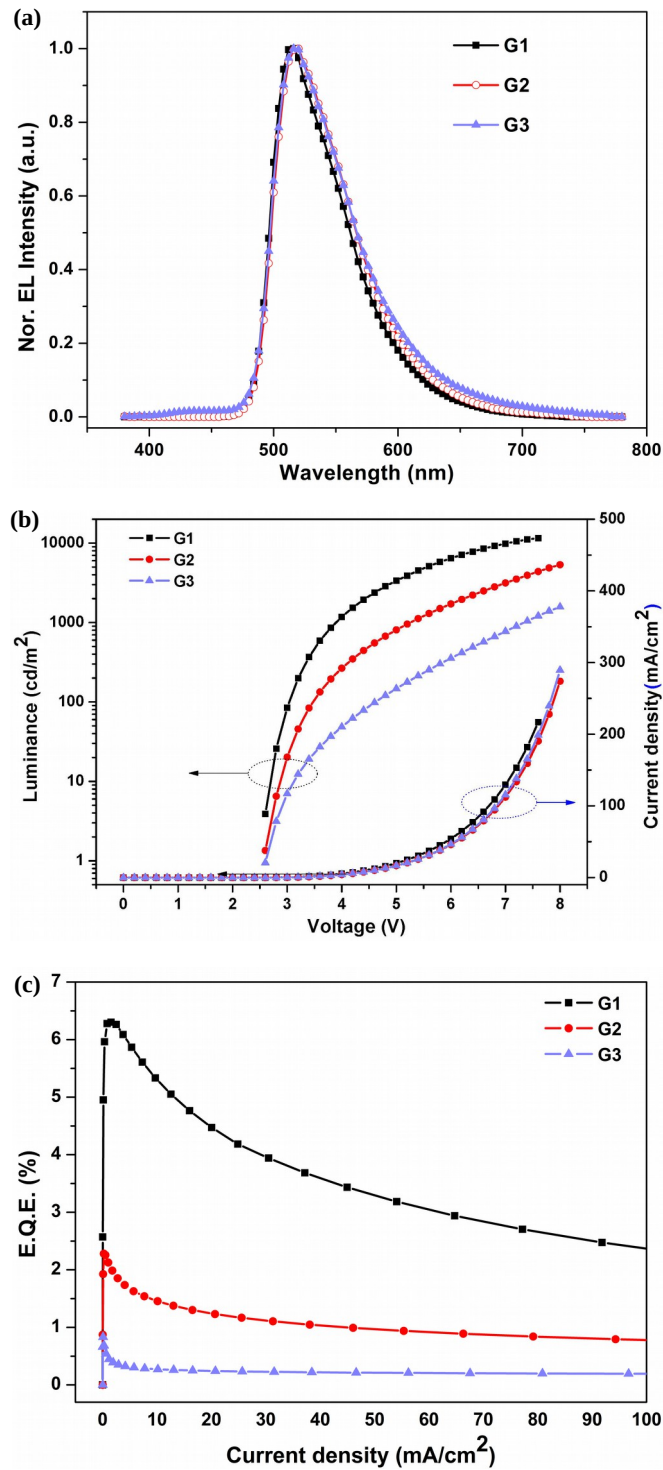 (a)
1.0
0.8
0.6
0.4
0.2
0.0
Nor. EL Intensity (a.u.)
G1
G2
G3
400 500 600 700 800
Wavelength (nm)
(b)
10000
1000
100
10
1
Luminance (cd/m²)
G1
G2
G3
500
400
300
200
100
0
Current density(mA/cm²)
0 1 2 3 4 5 6 7 8
Voltage (V)
(c)
7
6
5
4
3
2
1
0
E.Q.E. (%)
G1
G2
G3
0 10 20 30 40 50 60 70 80 90 100
Current density (mA/cm²)